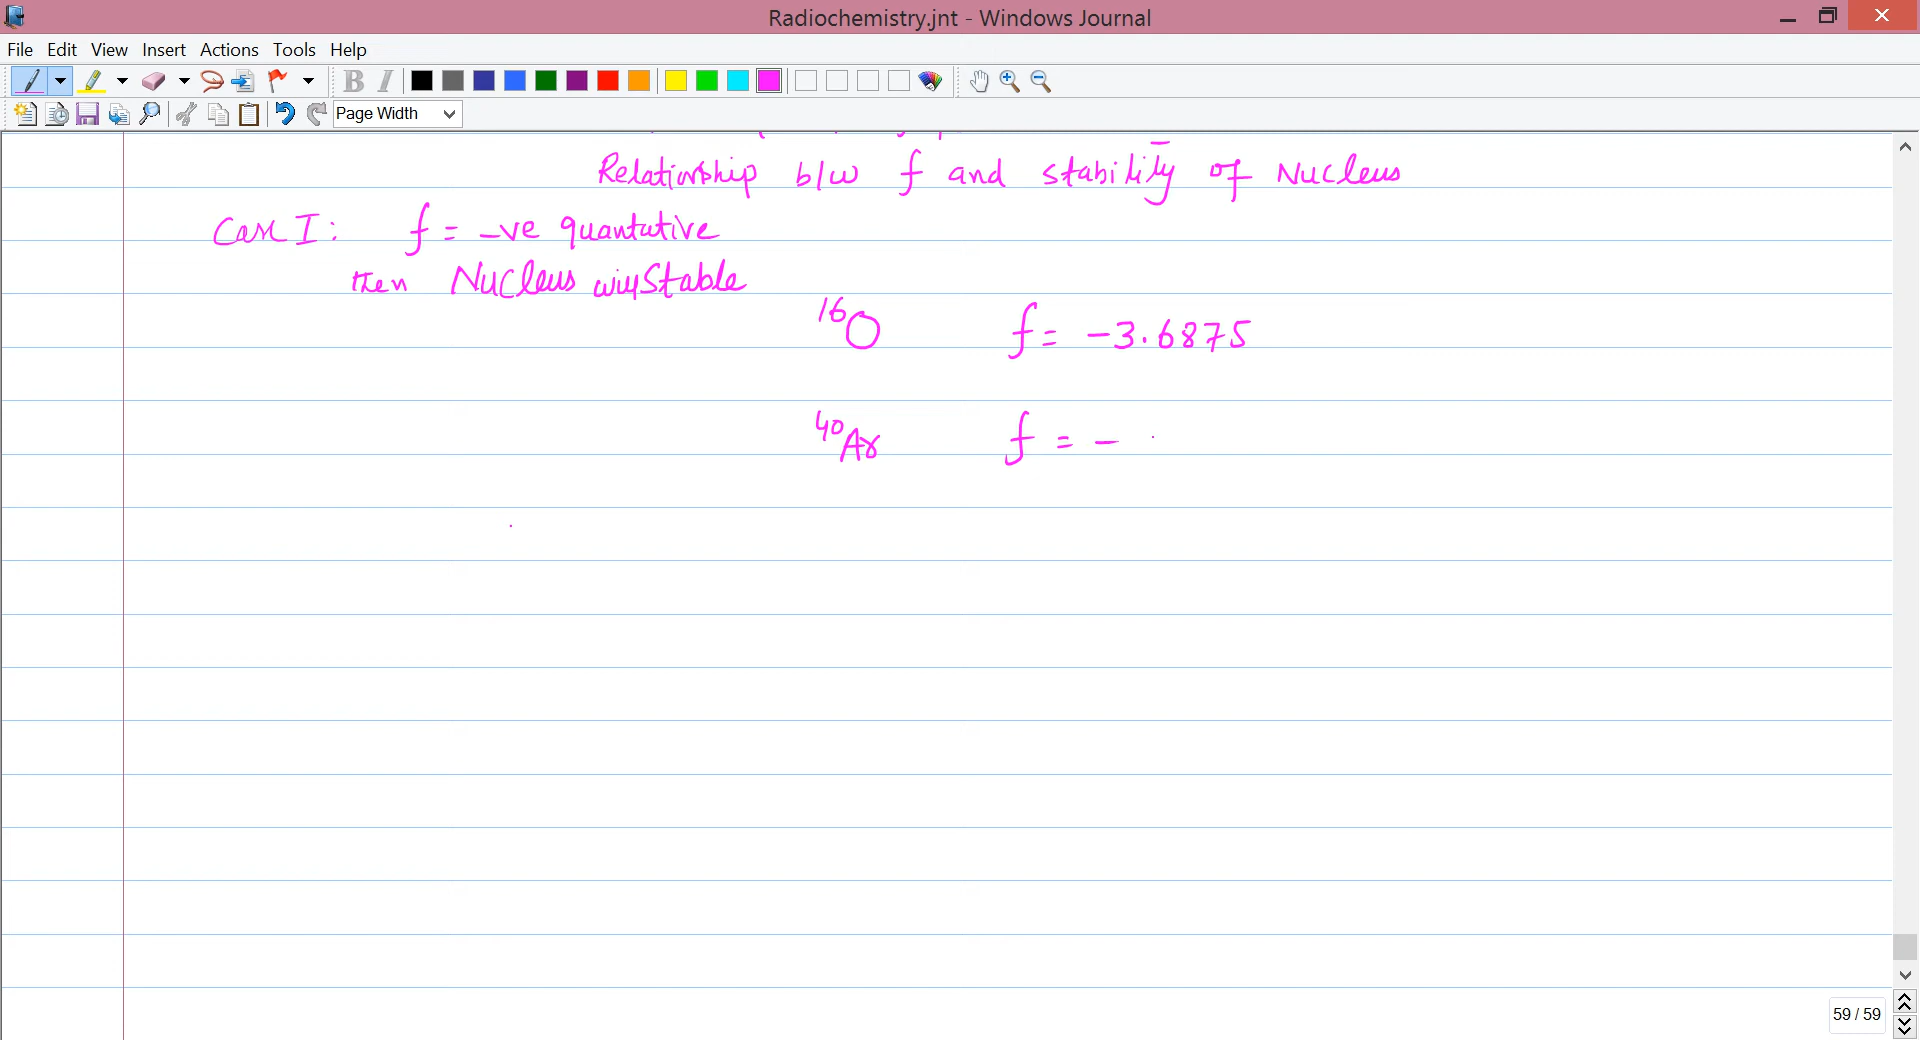 Radiochemistry.jnt - Windows Journal
File Edit View Insert Actions Tools Help
B I
Page Width
Relationship b/w f and stability of Nucleus
Case I: f = -ve quantative
then Nucleus will Stable
16O f = -3.6875
40Ar f = -
59 / 59